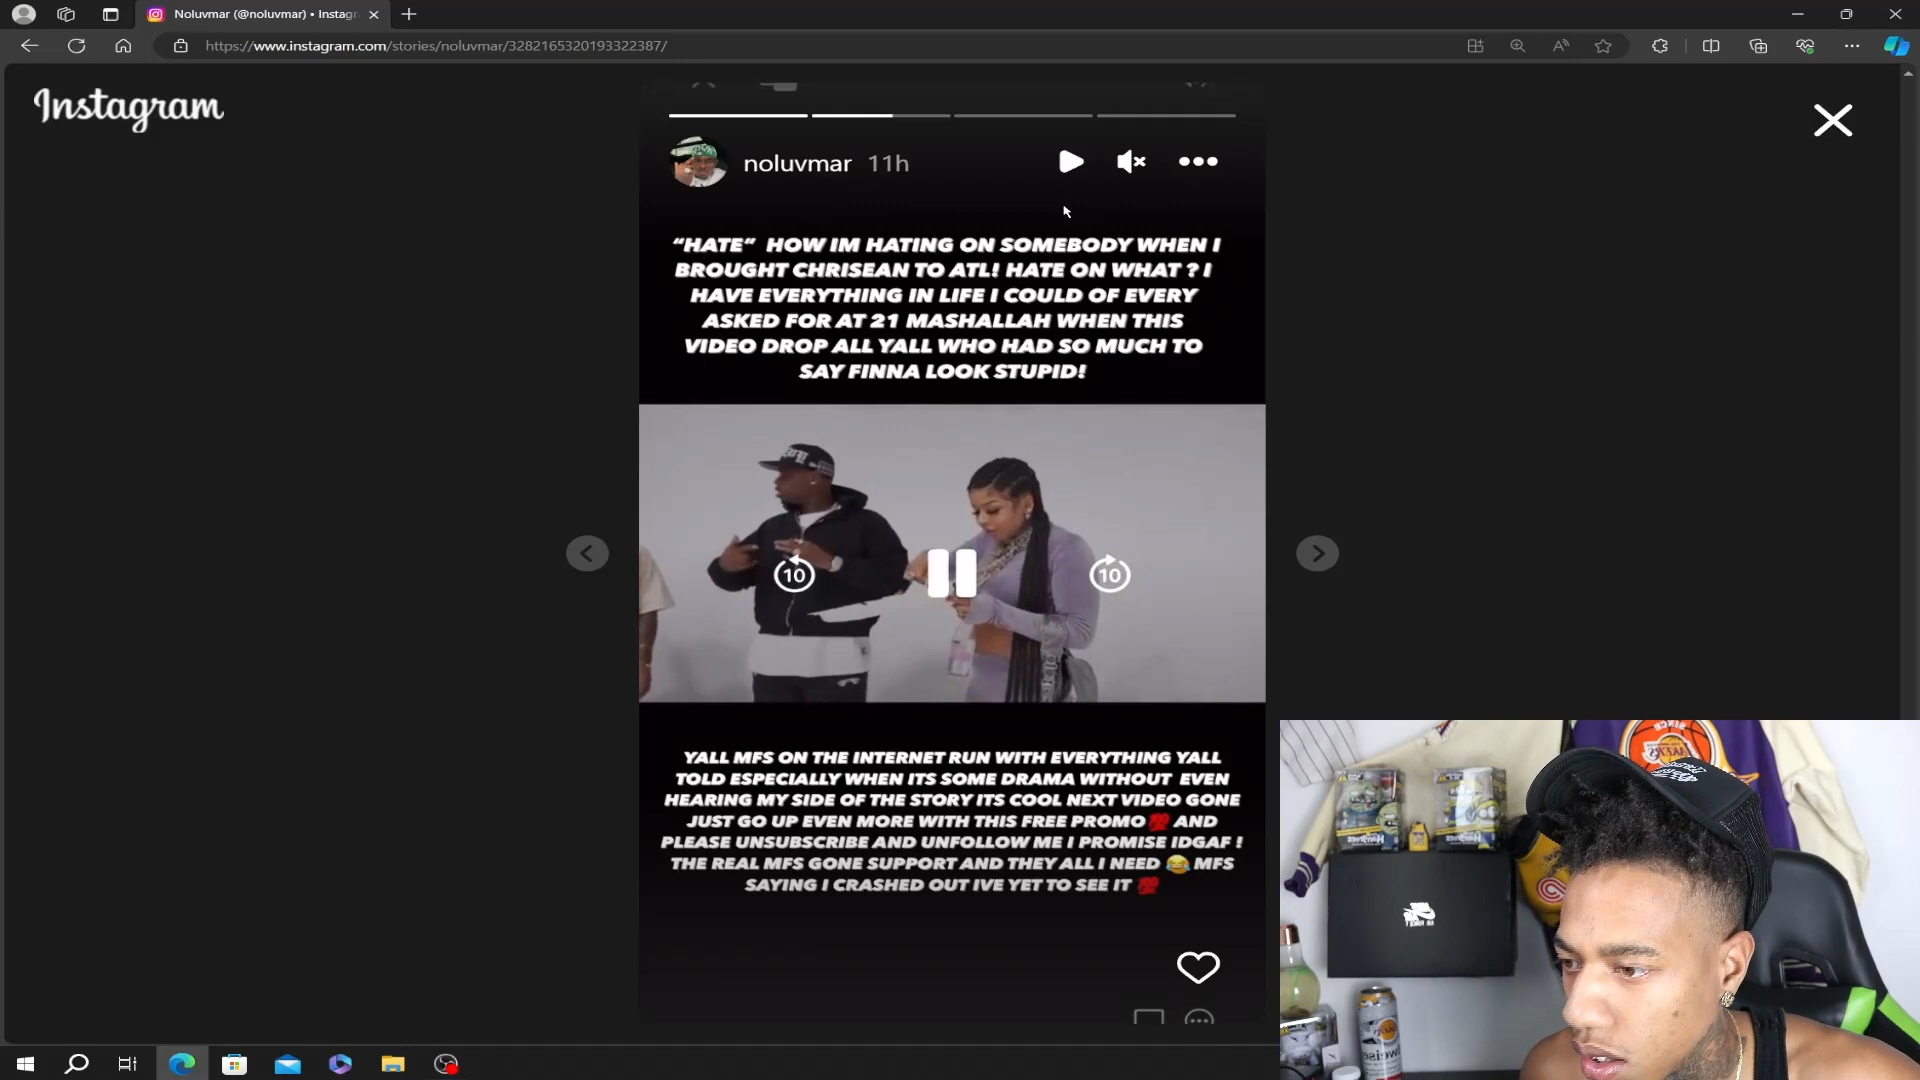 Noluvmar (@noluvmar) • Instagr
https://www.instagram.com/stories/noluvmar/3282165320193322387/
Instagram
noluvmar 11h
“HATE” HOW IM HATING ON SOMEBODY WHEN I
BROUGHT CHRISEAN TO ATL! HATE ON WHAT ? I
HAVE EVERYTHING IN LIFE I COULD OF EVERY
ASKED FOR AT 21 MASHALLAH WHEN THIS
VIDEO DROP ALL YALL WHO HAD SO MUCH TO
SAY FINNA LOOK STUPID!
10 10
YALL MFS ON THE INTERNET RUN WITH EVERYTHING YALL
TOLD ESPECIALLY WHEN ITS SOME DRAMA WITHOUT EVEN
HEARING MY SIDE OF THE STORY ITS COOL NEXT VIDEO GONE
JUST GO UP EVEN MORE WITH THIS FREE PROMO 💯 AND
PLEASE UNSUBSCRIBE AND UNFOLLOW ME I PROMISE IDGAF !
THE REAL MFS GONE SUPPORT AND THEY ALL I NEED 😂 MFS
SAYING I CRASHED OUT IVE YET TO SEE IT 💯
LAKERS